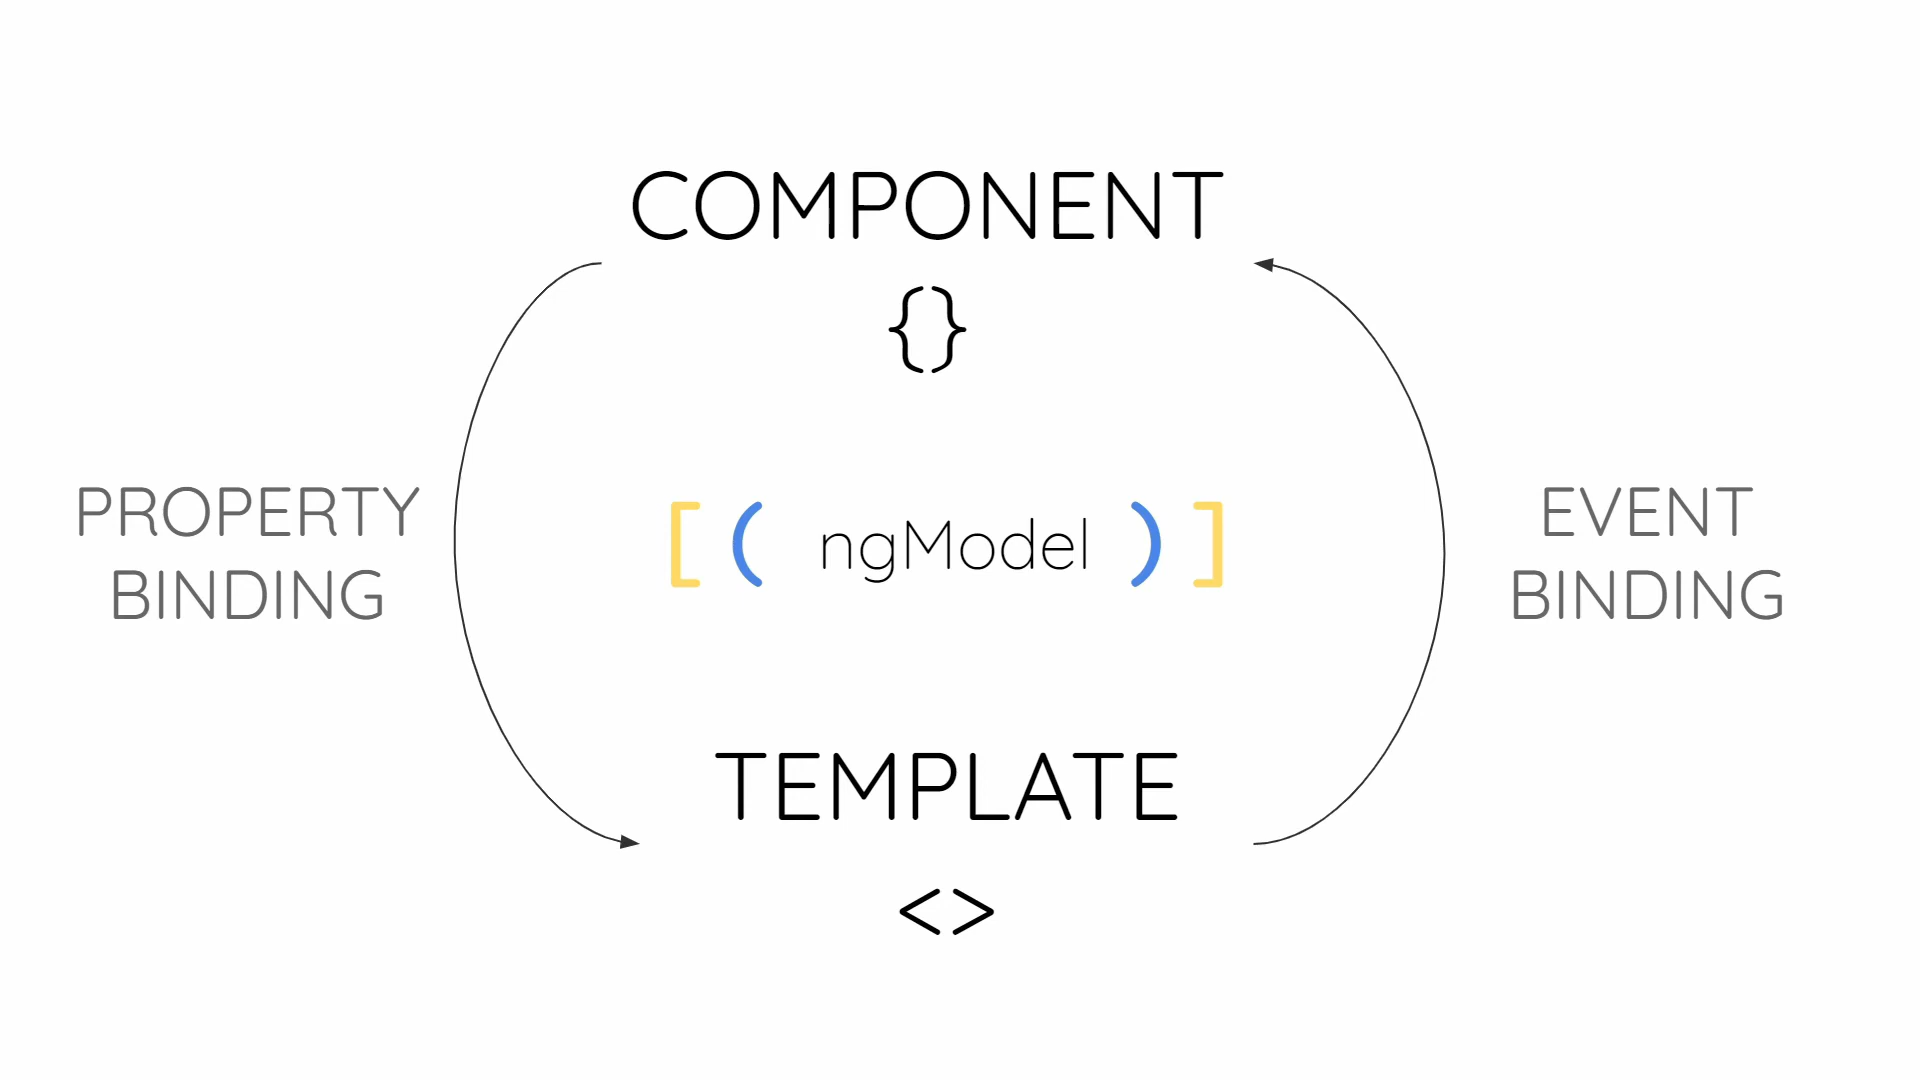 COMPONENT
{}
PROPERTY
BINDING
[( ngModel )]
EVENT
BINDING
TEMPLATE
<>